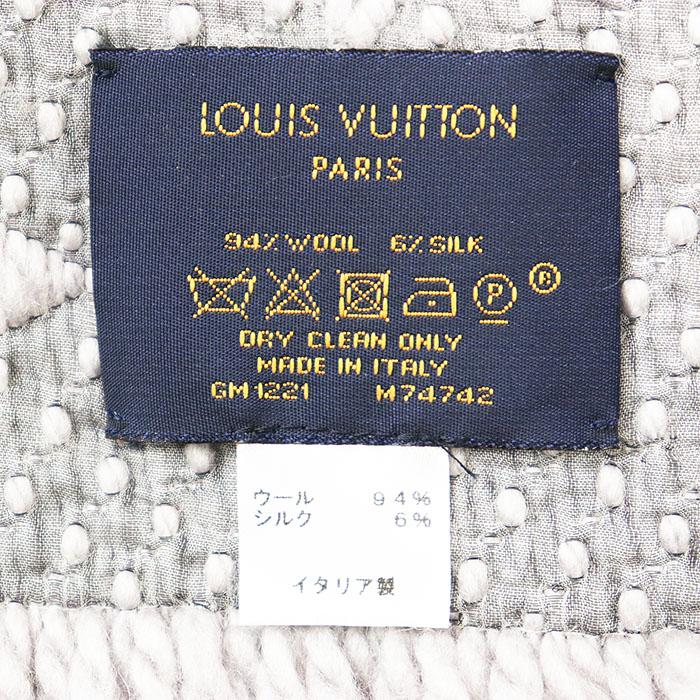 LOUIS VUITTON
PARIS
94% WOOL 6% SILK
P ®
DRY CLEAN ONLY
MADE IN ITALY
GM1221 M74742
ウール 94%
シルク 6%
イタリア製